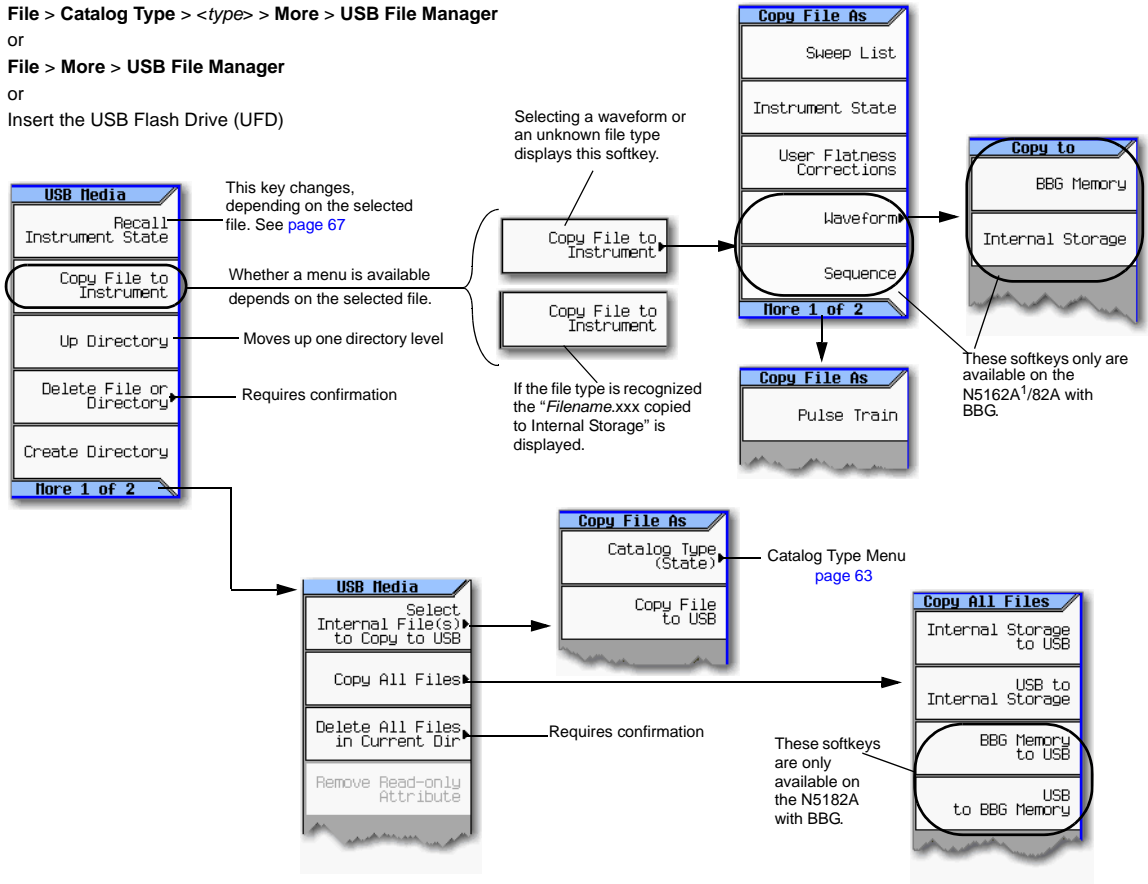 File > Catalog Type > <type> > More > USB File Manager
or
File > More > USB File Manager
or
Insert the USB Flash Drive (UFD)
USB Media
Recall
Instrument State
Copy File to
Instrument
Up Directory
Delete File or
Directory
Create Directory
More 1 of 2
This key changes,
depending on the selected
file. See page 67
Whether a menu is available
depends on the selected file.
Moves up one directory level
Requires confirmation
Selecting a waveform or
an unknown file type
displays this softkey.
Copy File to
Instrument
Copy File to
Instrument
If the file type is recognized
the “Filename.xxx copied
to Internal Storage” is
displayed.
Copy File As
Sweep List
Instrument State
User Flatness
Corrections
Waveform
Sequence
More 1 of 2
Copy to
BBG Memory
Internal Storage
These softkeys only are
available on the
N5162A1/82A with
BBG.
Copy File As
Pulse Train
USB Media
Select
Internal File(s)
to Copy to USB
Copy All Files
Delete All Files
in Current Dir
Remove Read-only
Attribute
Requires confirmation
Copy File As
Catalog Type
(State)
Copy File
to USB
Catalog Type Menu
page 63
Copy All Files
Internal Storage
to USB
USB to
Internal Storage
BBG Memory
to USB
USB
to BBG Memory
These softkeys
are only
available on
the N5182A
with BBG.